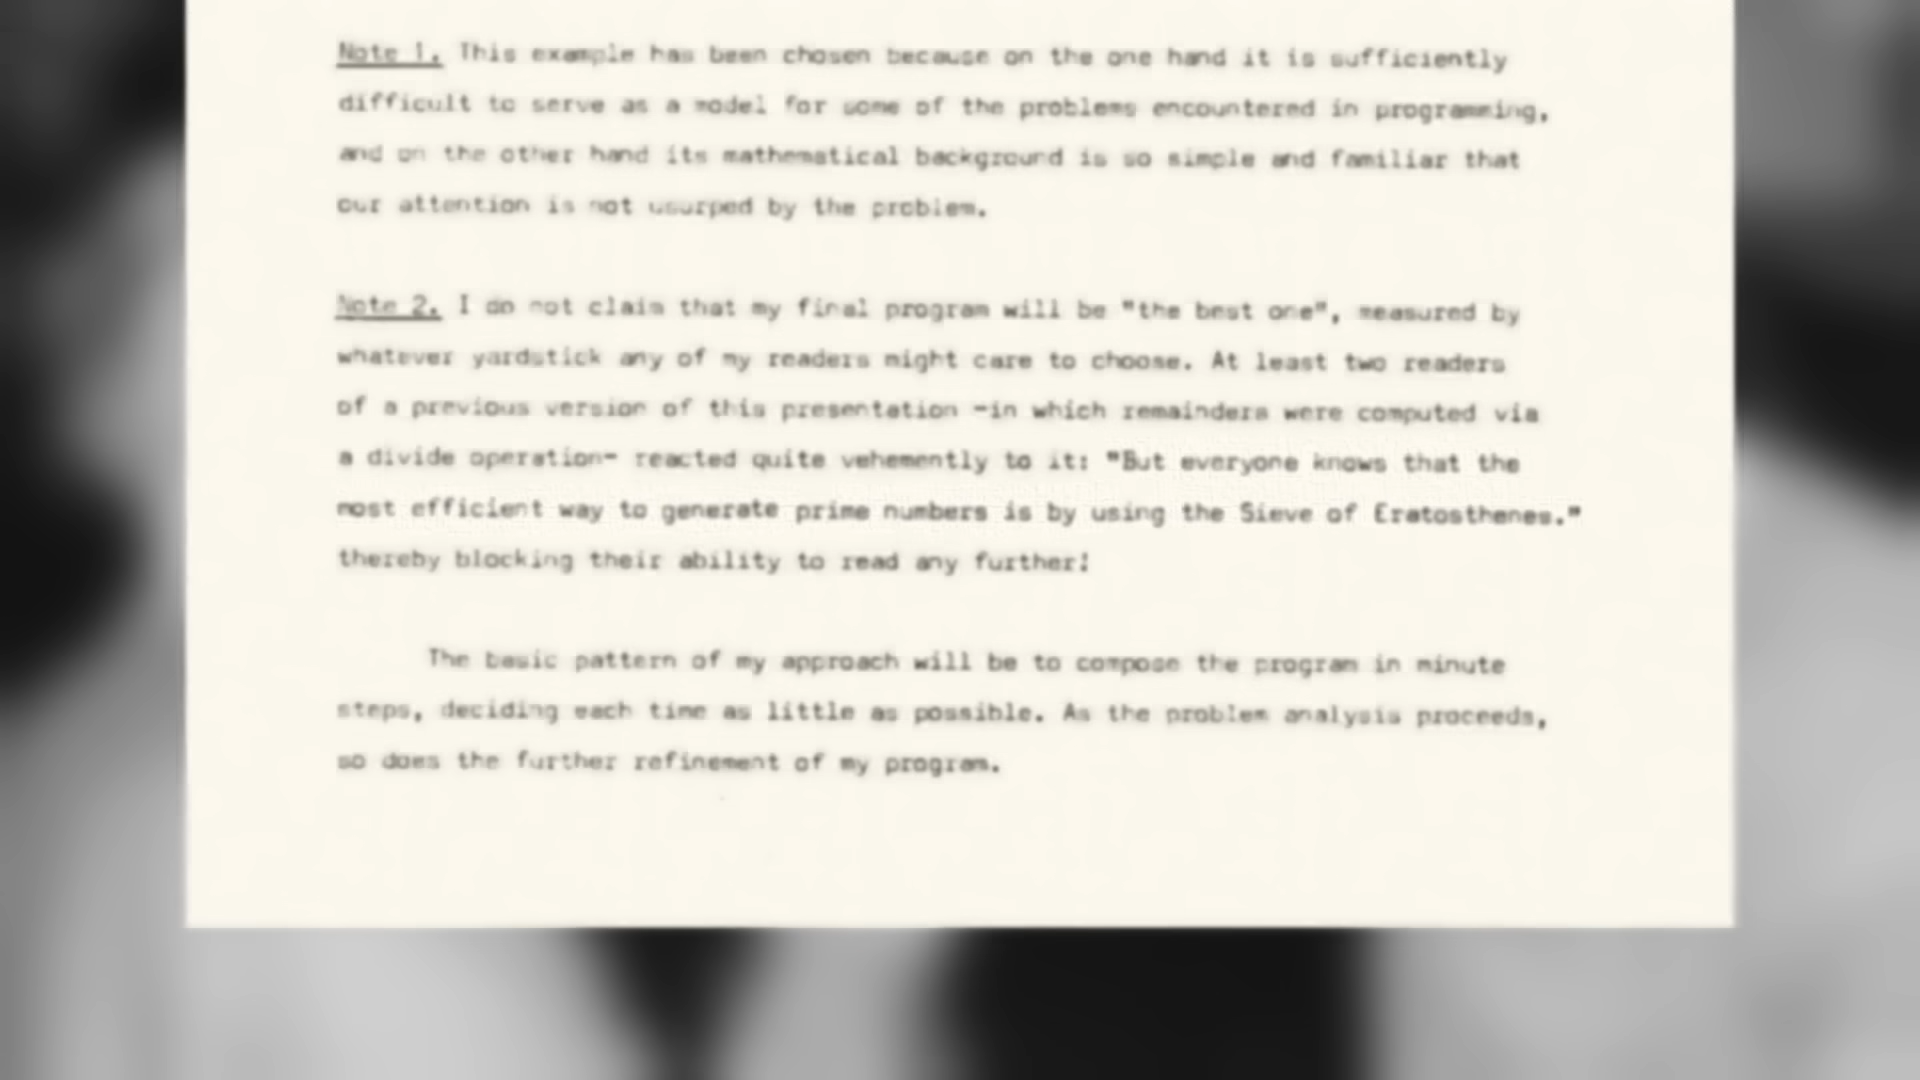 Note 1. This example has been chosen because on the one hand it is sufficiently
difficult to serve as a model for some of the problems encountered in programming,
and on the other hand its mathematical background is so simple and familiar that
our attention is not usurped by the problem.
Note 2. I do not claim that my final program will be "the best one", measured by
whatever yardstick any of my readers might care to choose. At least two readers
of a previous version of this presentation -in which remainders were computed via
a divide operation- reacted quite vehemently to it: "But everyone knows that the
most efficient way to generate prime numbers is by using the Sieve of Eratosthenes."
thereby blocking their ability to read any further!
The basic pattern of my approach will be to compose the program in minute
steps, deciding each time as little as possible. As the problem analysis proceeds,
so does the further refinement of my program.